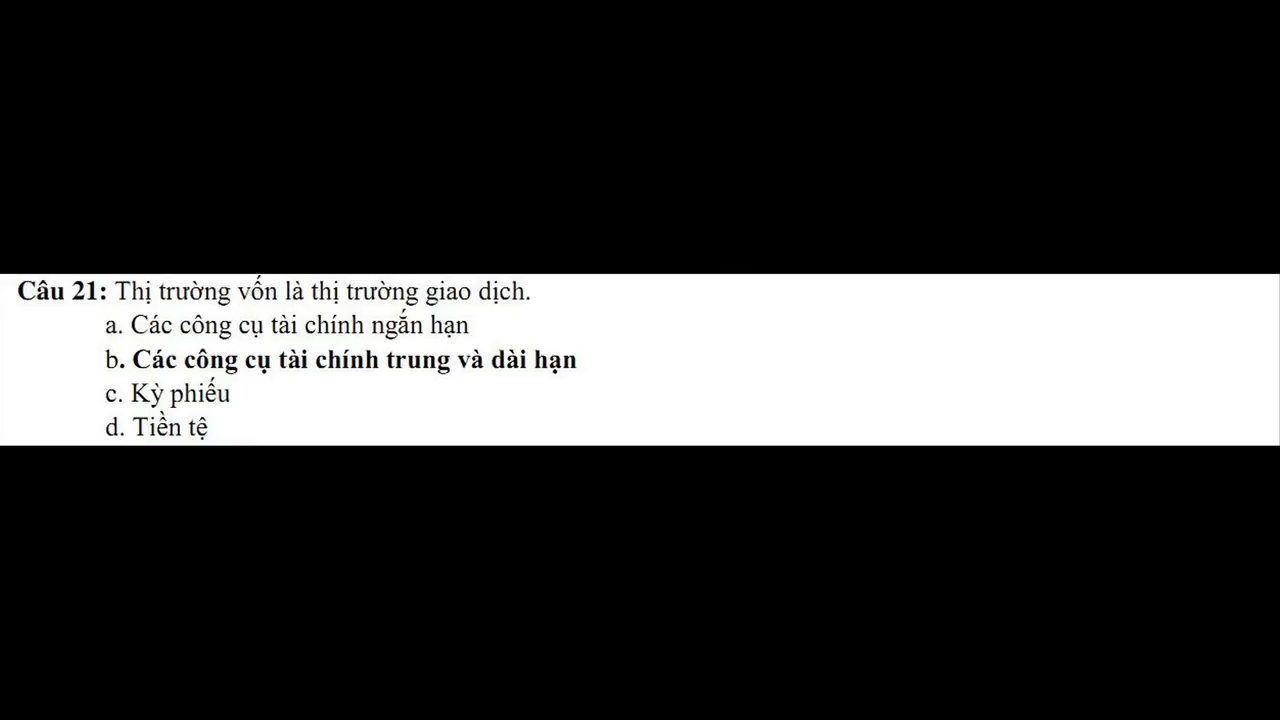 Câu 21: Thị trường vốn là thị trường giao dịch.
a. Các công cụ tài chính ngắn hạn
b. Các công cụ tài chính trung và dài hạn
c. Kỳ phiếu
d. Tiền tệ